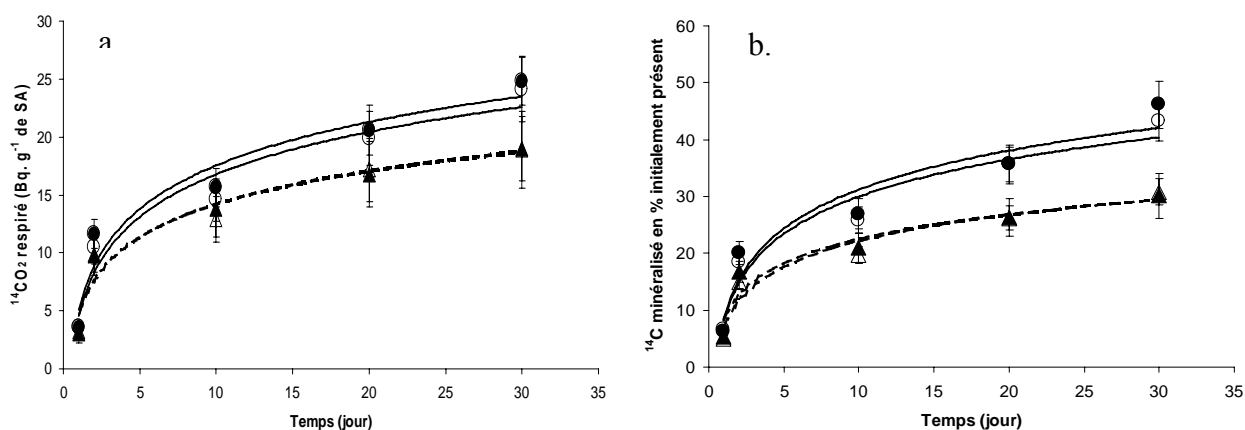 a.
¹⁴CO₂ respiré (Bq. g⁻¹ de SA)
30
25
20
15
10
5
0
0 5 10 15 20 25 30 35
Temps (jour)
b.
¹⁴C minéralisé en % initialement présent
60
50
40
30
20
10
0
0 5 10 15 20 25 30 35
Temps (jour)